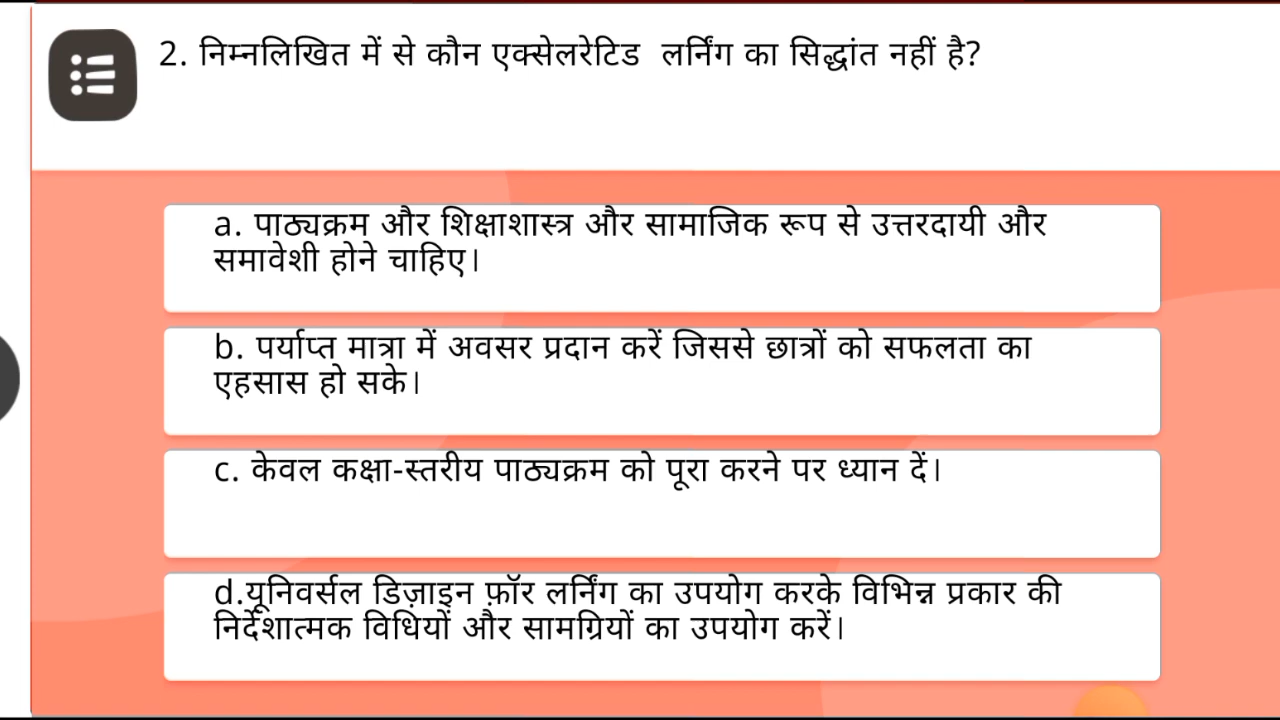 2. निम्नलिखित में से कौन एक्सेलरेटिड लर्निंग का सिद्धांत नहीं है?
a. पाठ्यक्रम और शिक्षाशास्त्र और सामाजिक रूप से उत्तरदायी और
समावेशी होने चाहिए।
b. पर्याप्त मात्रा में अवसर प्रदान करें जिससे छात्रों को सफलता का
एहसास हो सके।
c. केवल कक्षा-स्तरीय पाठ्यक्रम को पूरा करने पर ध्यान दें।
d.यूनिवर्सल डिज़ाइन फ़ॉर लर्निंग का उपयोग करके विभिन्न प्रकार की
निर्देशात्मक विधियों और सामग्रियों का उपयोग करें।